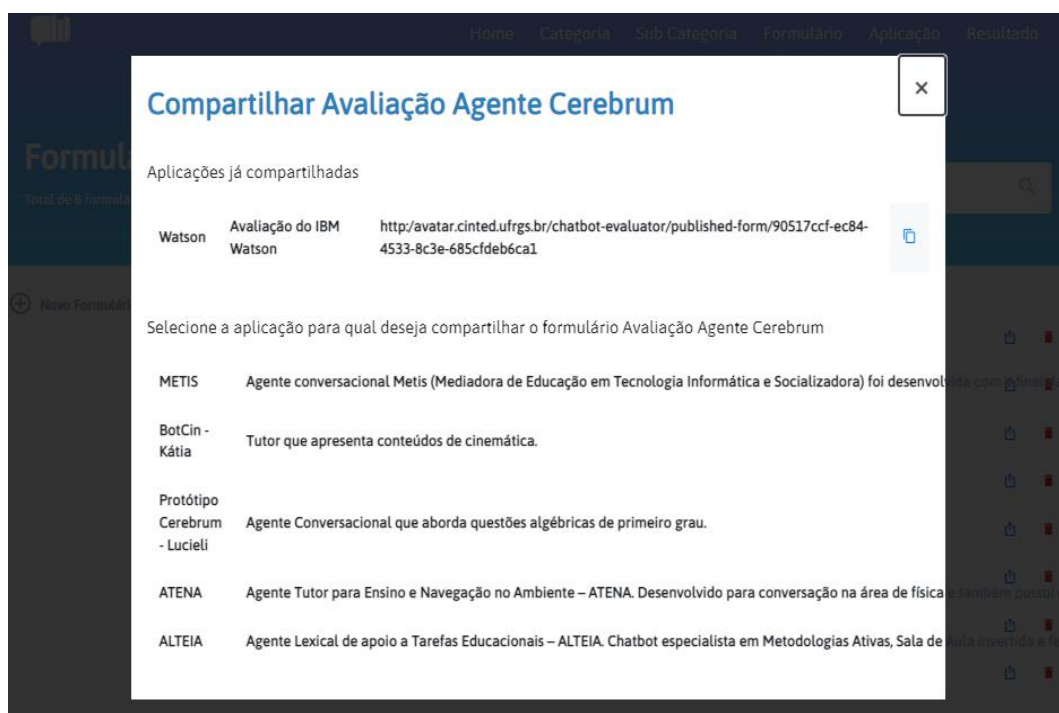 Home Categoria Sub Categoria Formulário Aplicação Resultado
Compartilhar Avaliação Agente Cerebrum ×
Formul
Total de 8 formula
Aplicações já compartilhadas
Watson
Avaliação do IBM
Watson
http:/avatar.cinted.ufrgs.br/chatbot-evaluator/published-form/90517ccf-ec84-
4533-8c3e-685cfdeb6ca1
Novo Formulári
Selecione a aplicação para qual deseja compartilhar o formulário Avaliação Agente Cerebrum
METIS
Agente conversacional Metis (Mediadora de Educação em Tecnologia Informática e Socializadora) foi desenvolvida com a
BotCin -
Kátia
Tutor que apresenta conteúdos de cinemática.
Protótipo
Cerebrum
- Lucieli
Agente Conversacional que aborda questões algébricas de primeiro grau.
ATENA
Agente Tutor para Ensino e Navegação no Ambiente – ATENA. Desenvolvido para conversação na área de física e também possui
ALTEIA
Agente Lexical de apoio a Tarefas Educacionais – ALTEIA. Chatbot especialista em Metodologias Ativas, Sala de Aula invertida e